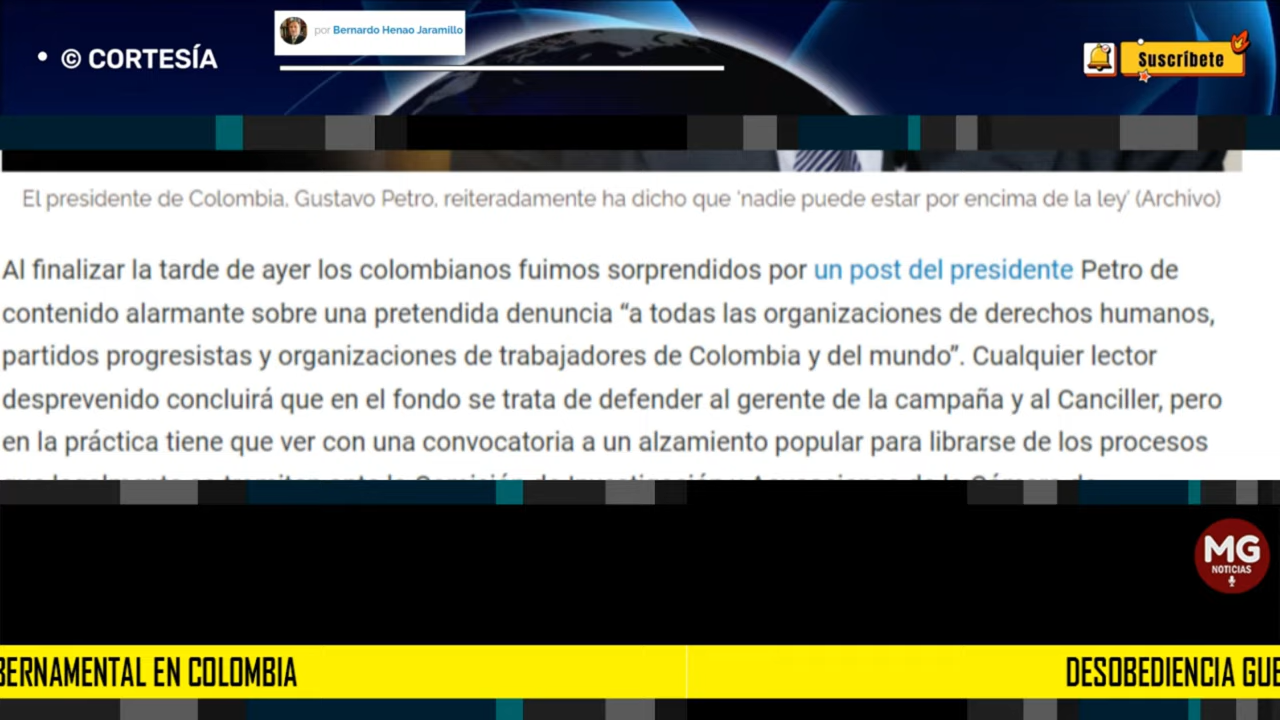 por Bernardo Henao Jaramillo
• © CORTESÍA
Suscríbete
El presidente de Colombia, Gustavo Petro, reiteradamente ha dicho que ‘nadie puede estar por encima de la ley’ (Archivo)
Al finalizar la tarde de ayer los colombianos fuimos sorprendidos por un post del presidente Petro de
contenido alarmante sobre una pretendida denuncia “a todas las organizaciones de derechos humanos,
partidos progresistas y organizaciones de trabajadores de Colombia y del mundo”. Cualquier lector
desprevenido concluirá que en el fondo se trata de defender al gerente de la campaña y al Canciller, pero
en la práctica tiene que ver con una convocatoria a un alzamiento popular para librarse de los procesos
MG
NOTICIAS
BERNAMENTAL EN COLOMBIA
DESOBEDIENCIA GUB